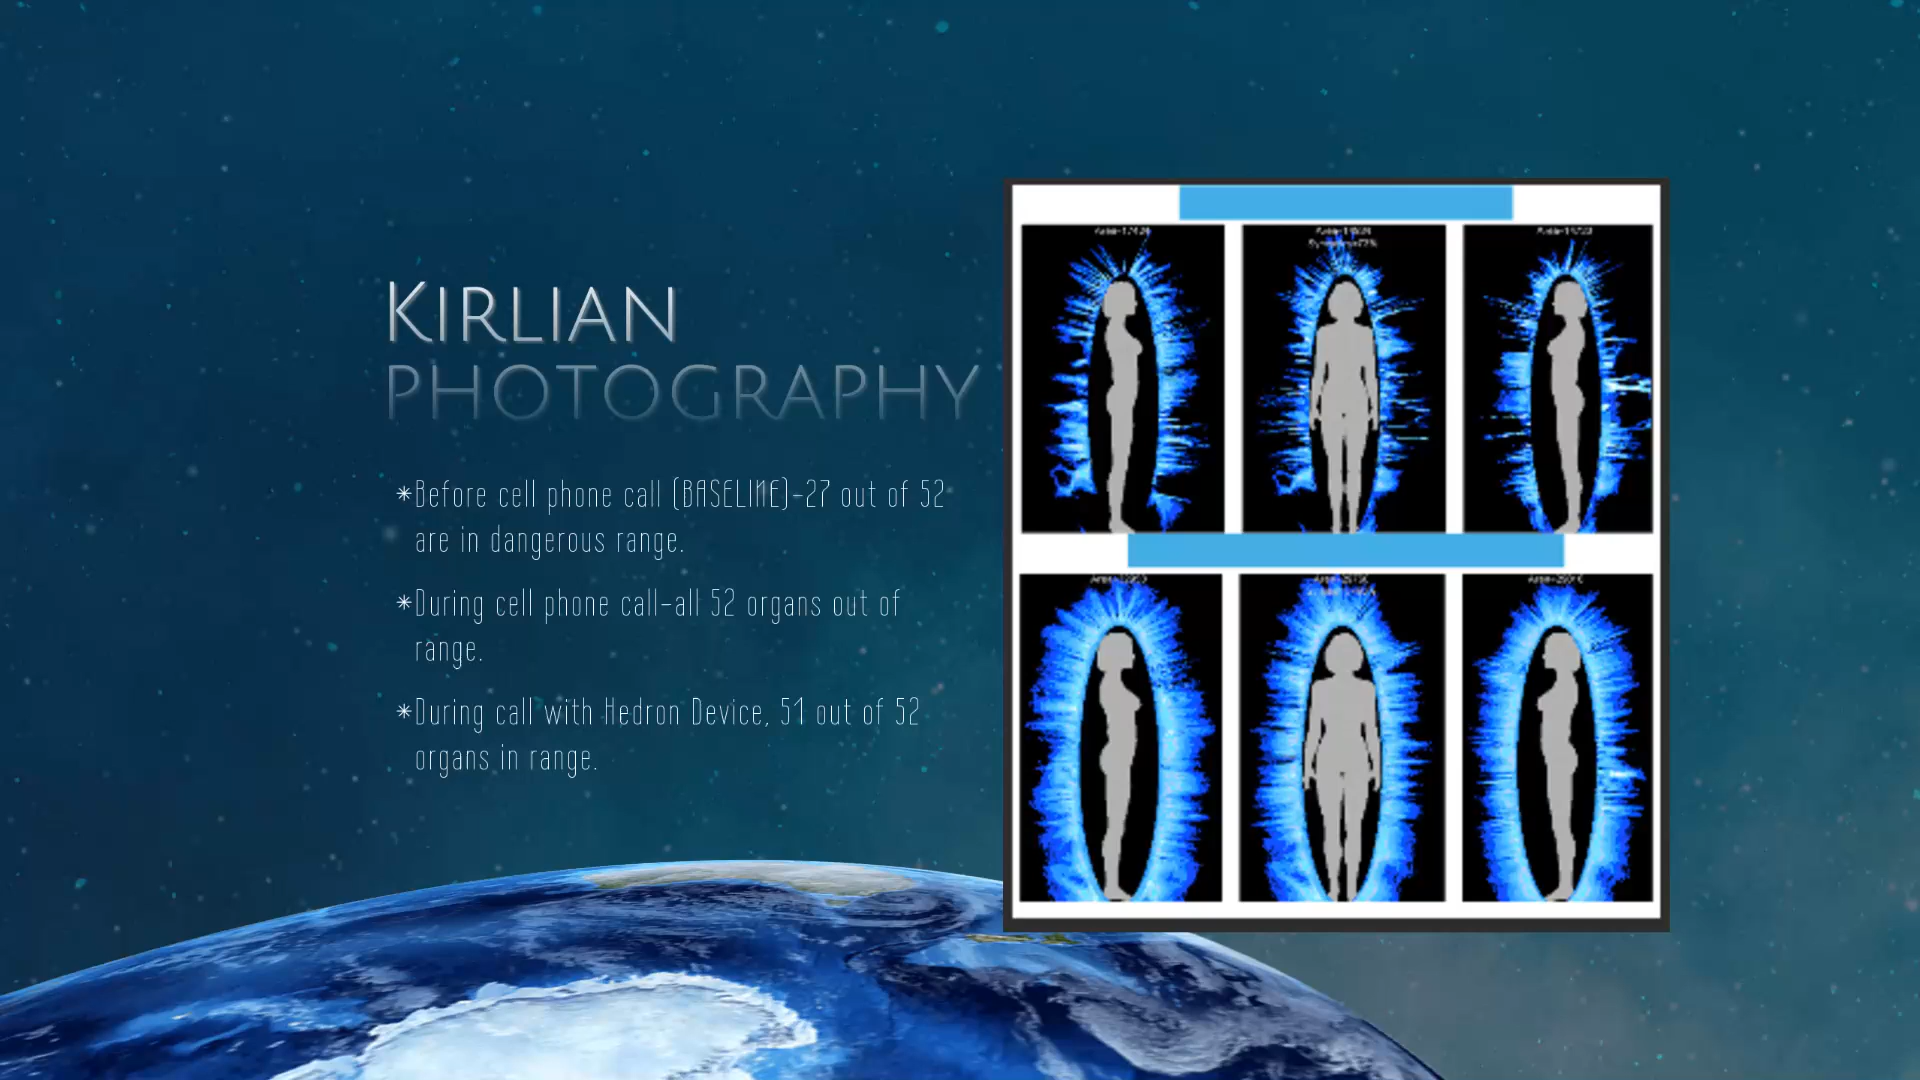 KIRLIAN
PHOTOGRAPHY
*Before cell phone call (BASELINE)-27 out of 52
are in dangerous range.
*During cell phone call-all 52 organs out of
range.
*During call with Hedron Device, 51 out of 52
organs in range.